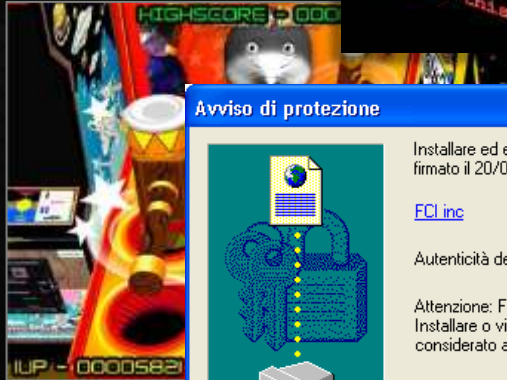 HIGHSCORE - 000
Avviso di protezione
Installare ed e
firmato il 20/0
FCI inc
Autenticità de
Attenzione: F
Installare o vi
considerato a
1UP - 00005821